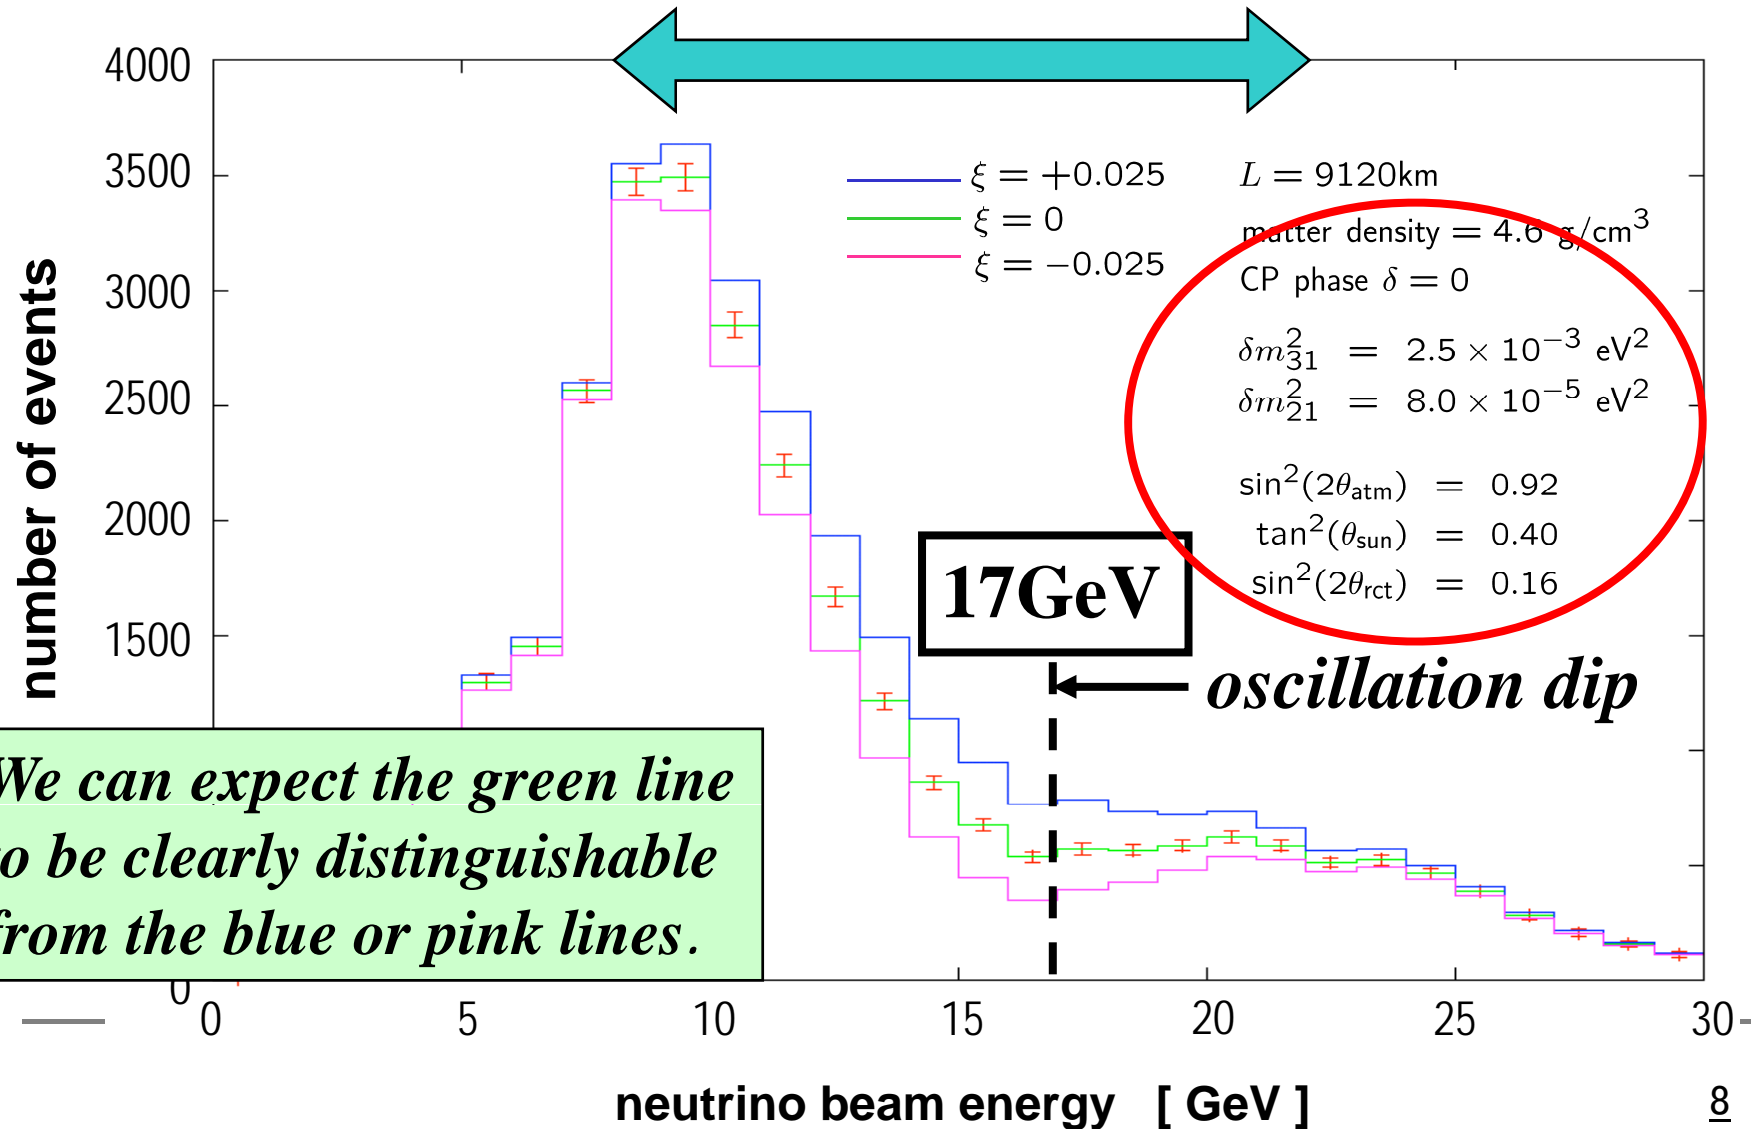 4000
3500
3000
2500
2000
1500
0
number of events
ξ = +0.025
ξ = 0
ξ = −0.025
L = 9120km
matter density = 4.6 g/cm³
CP phase δ = 0
δm²₃₁ = 2.5 × 10⁻³ eV²
δm²₂₁ = 8.0 × 10⁻⁵ eV²
sin²(2θatm) = 0.92
tan²(θsun) = 0.40
sin²(2θrct) = 0.16
17GeV
oscillation dip
We can expect the green line
to be clearly distinguishable
from the blue or pink lines.
0 5 10 15 20 25 30
neutrino beam energy [ GeV ]
8